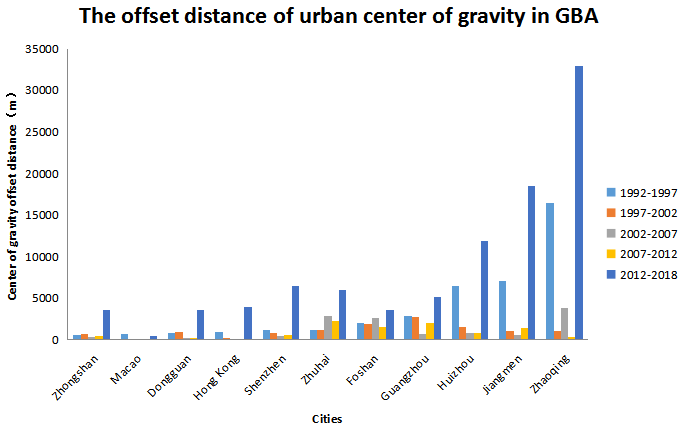 The offset distance of urban center of gravity in GBA
Center of gravity offset distance（m）
35000
30000
25000
20000
15000
10000
5000
0
Zhongshan
Macao
Dongguan
Hong Kong
Shenzhen
Zhuhai
Foshan
Guangzhou
Huizhou
Jiangmen
Zhaoqing
Cities
1992-1997
1997-2002
2002-2007
2007-2012
2012-2018